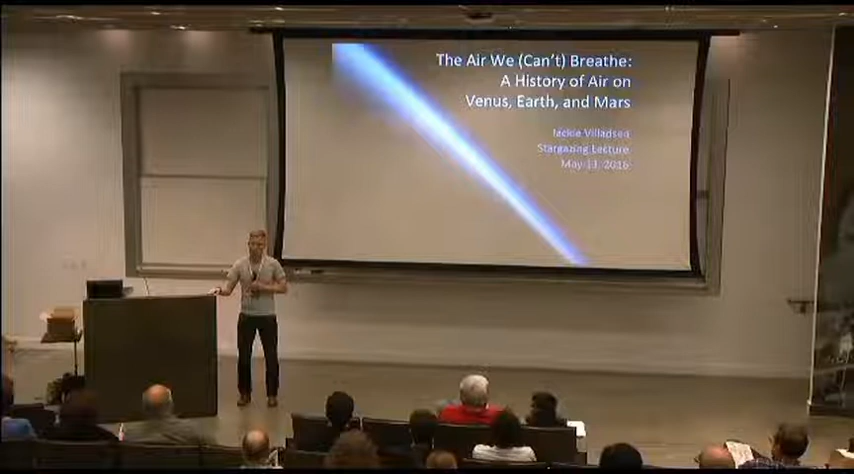 The Air We (Can't) Breathe:
A History of Air on
Venus, Earth, and Mars
Jackie Villadsen
Stargazing Lecture
May 13, 2016